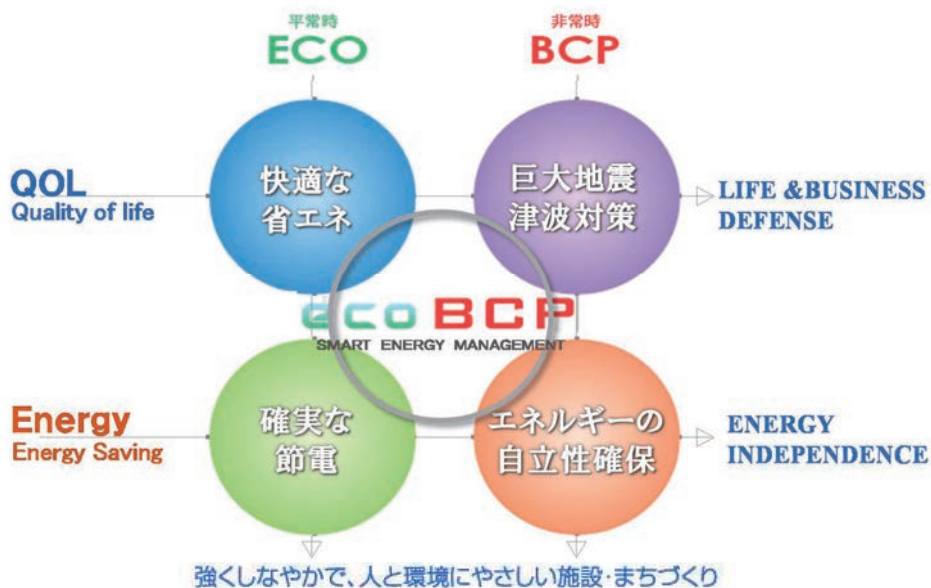 平常時
ECO
非常時
BCP
QOL
Quality of life
快適な
省エネ
巨大地震
津波対策
LIFE &BUSINESS
DEFENSE
eco BCP
SMART ENERGY MANAGEMENT
Energy
Energy Saving
確実な
節電
エネルギーの
自立性確保
ENERGY
INDEPENDENCE
強くしなやかで、人と環境にやさしい施設・まちづくり